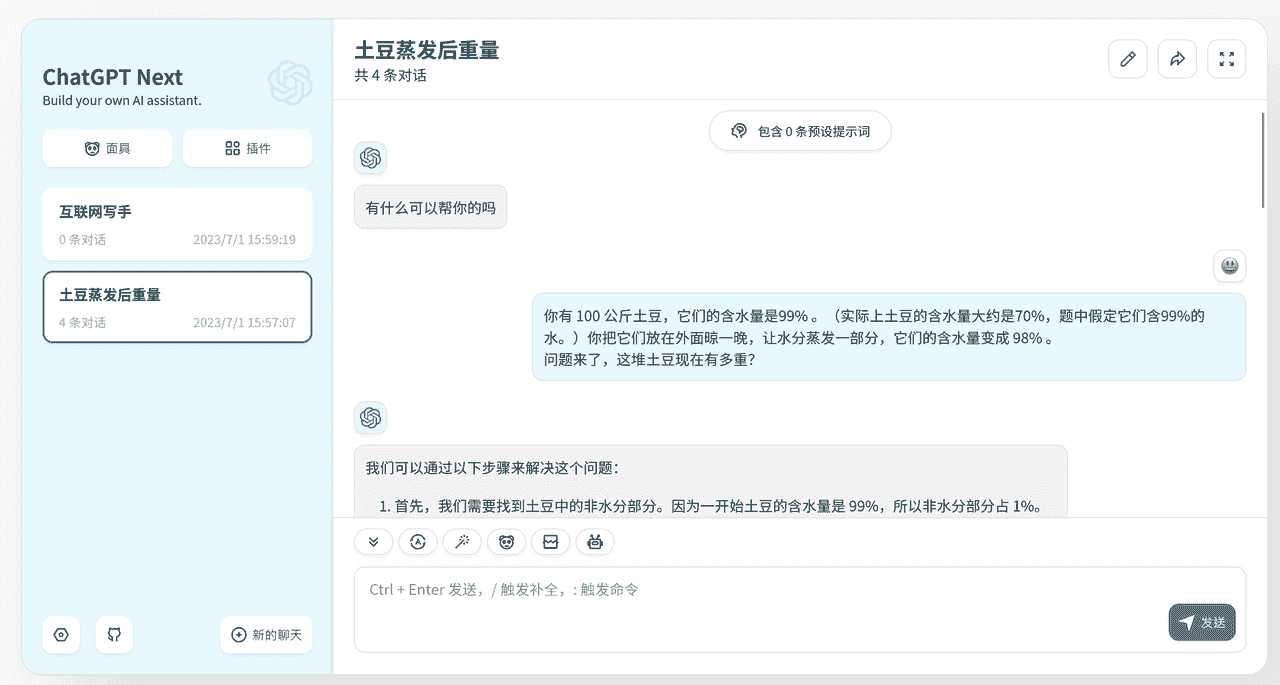 ChatGPT Next
Build your own AI assistant.
面具
插件
互联网写手
0 条对话
2023/7/1 15:59:19
土豆蒸发后重量
4 条对话
2023/7/1 15:57:07
新的聊天
土豆蒸发后重量
共 4 条对话
包含 0 条预设提示词
有什么可以帮你的吗
你有 100 公斤土豆，它们的含水量是99% 。（实际上土豆的含水量大约是70%，题中假定它们含99%的
水。）你把它们放在外面晾一晚，让水分蒸发一部分，它们的含水量变成 98% 。
问题来了，这堆土豆现在有多重？
我们可以通过以下步骤来解决这个问题：
1. 首先，我们需要找到土豆中的非水分部分。因为一开始土豆的含水量是 99%，所以非水分部分占 1%。
Ctrl + Enter 发送，/ 触发补全，: 触发命令
发送